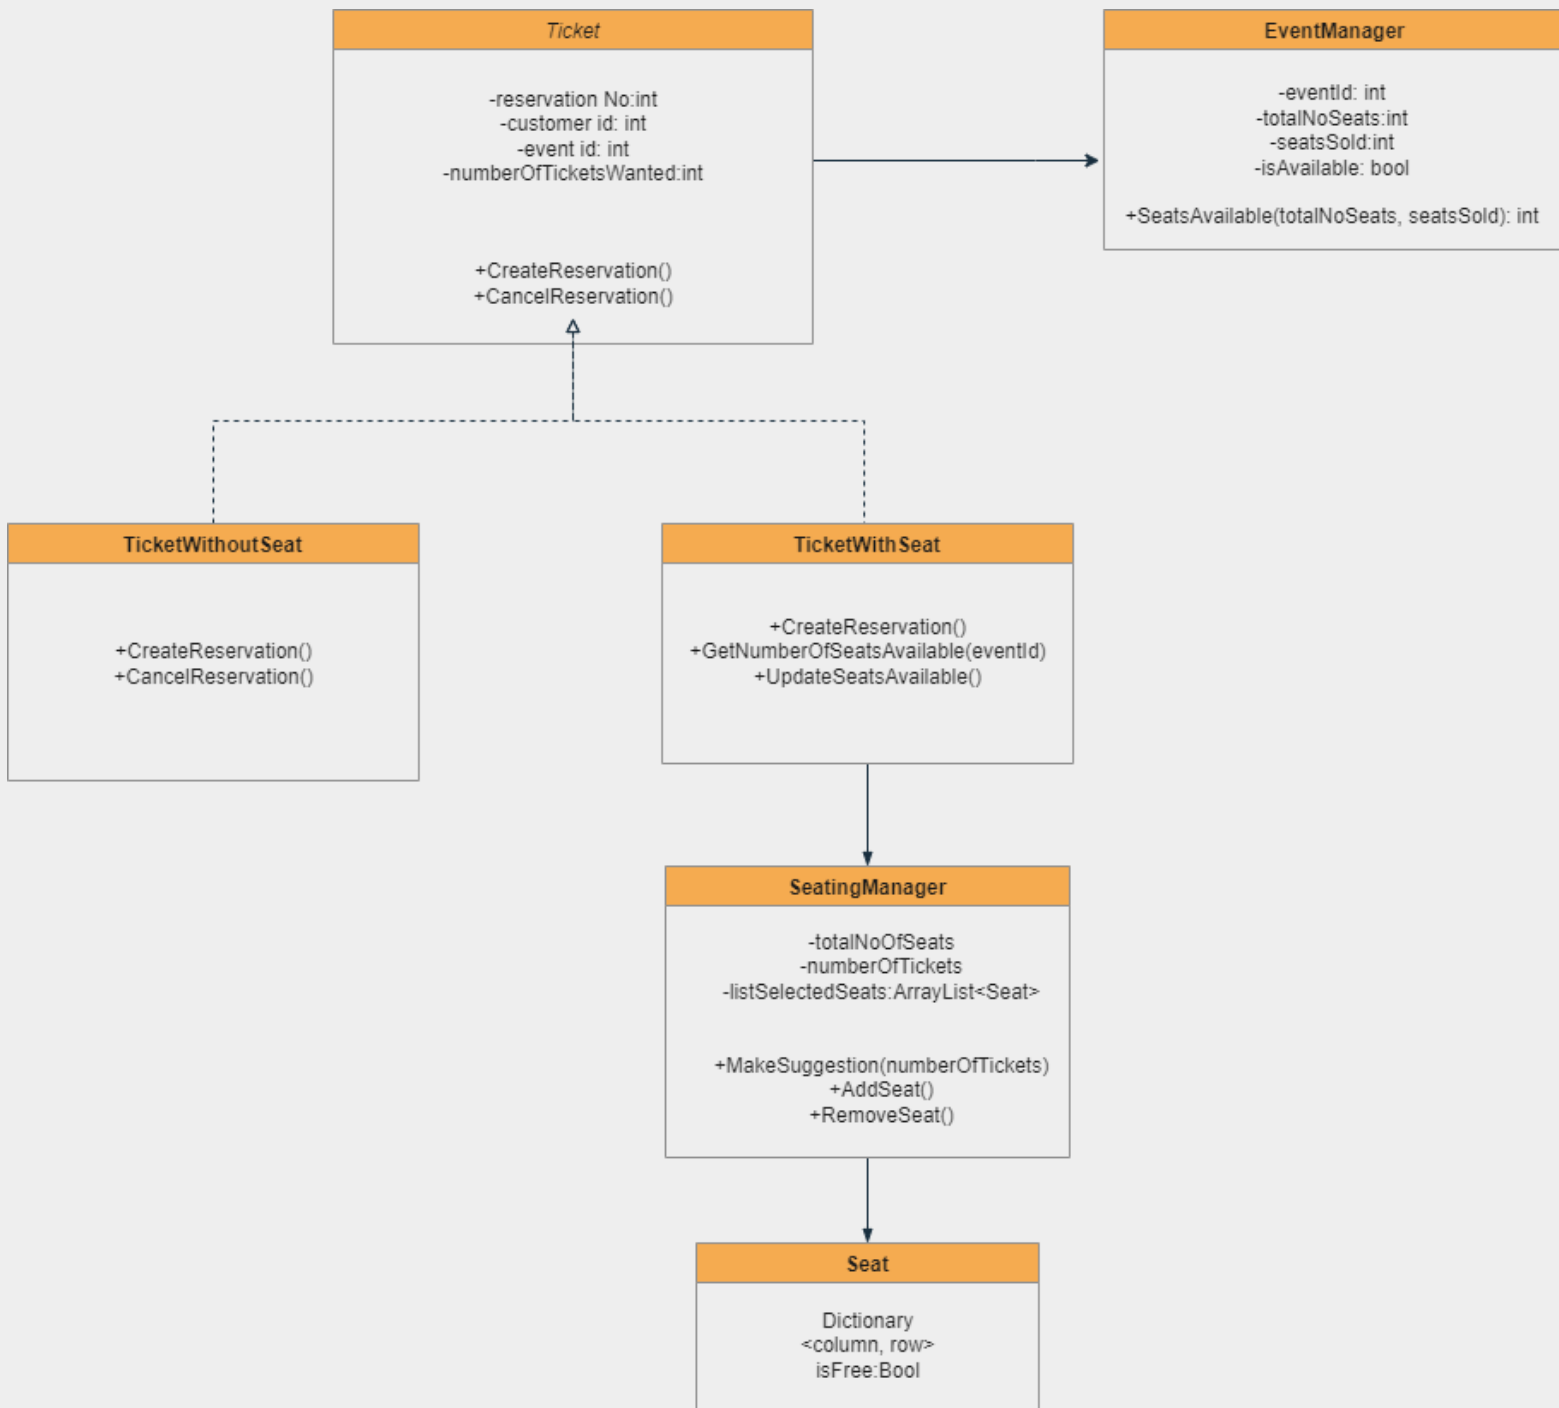 Ticket
-reservation No:int
-customer id: int
-event id: int
-numberOfTicketsWanted:int
+CreateReservation()
+CancelReservation()
EventManager
-eventId: int
-totalNoSeats:int
-seatsSold:int
-isAvailable: bool
+SeatsAvailable(totalNoSeats, seatsSold): int
TicketWithoutSeat
+CreateReservation()
+CancelReservation()
TicketWithSeat
+CreateReservation()
+GetNumberOfSeatsAvailable(eventId)
+UpdateSeatsAvailable()
SeatingManager
-totalNoOfSeats
-numberOfTickets
-listSelectedSeats:ArrayList<Seat>
+MakeSuggestion(numberOfTickets)
+AddSeat()
+RemoveSeat()
Seat
Dictionary
<column, row>
isFree:Bool